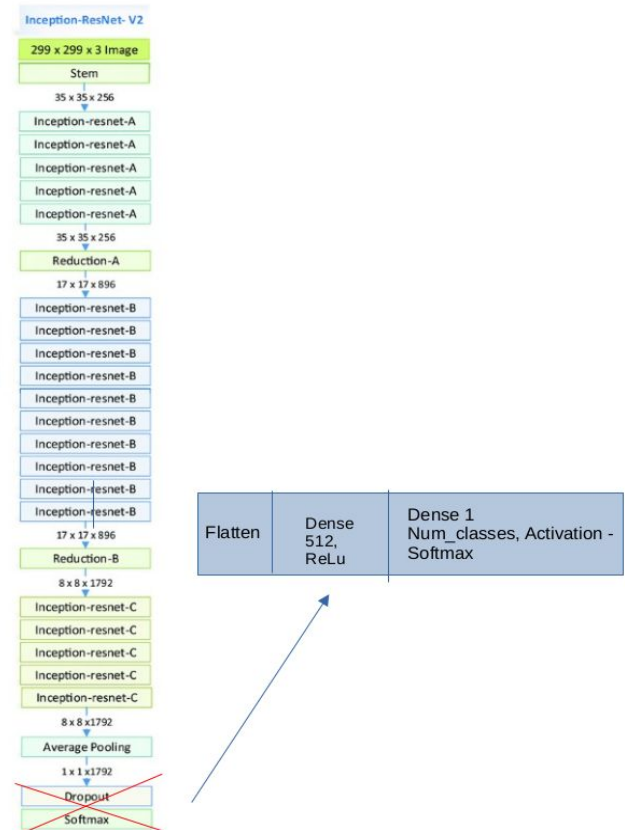 Inception-ResNet- V2
299 x 299 x 3 Image
Stem
35 x 35 x 256
Inception-resnet-A
Inception-resnet-A
Inception-resnet-A
Inception-resnet-A
Inception-resnet-A
35 x 35 x 256
Reduction-A
17 x 17 x 896
Inception-resnet-B
Inception-resnet-B
Inception-resnet-B
Inception-resnet-B
Inception-resnet-B
Inception-resnet-B
Inception-resnet-B
Inception-resnet-B
Inception-resnet-B
Inception-resnet-B
17 x 17 x 896
Reduction-B
8 x 8 x 1792
Inception-resnet-C
Inception-resnet-C
Inception-resnet-C
Inception-resnet-C
Inception-resnet-C
8 x 8 x1792
Average Pooling
1 x 1 x1792
Dropout
Softmax
Flatten
Dense
512,
ReLu
Dense 1
Num_classes, Activation -
Softmax